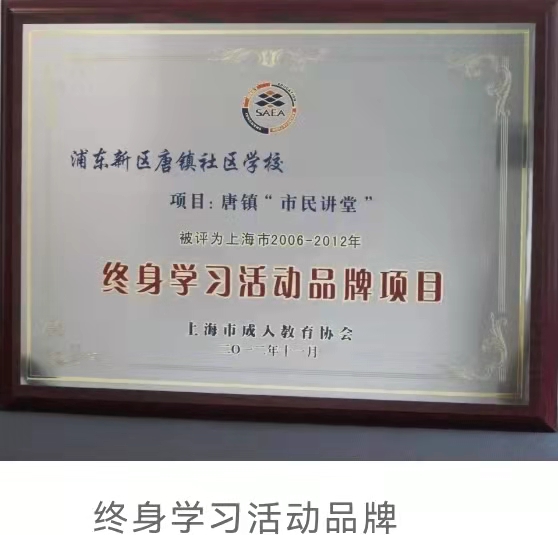 SAEA
浦东新区唐镇社区学校
项目：唐镇“市民讲堂”
被评为上海市2006-2012年
终身学习活动品牌项目
上海市成人教育协会
二〇一二年十一月
终身学习活动品牌